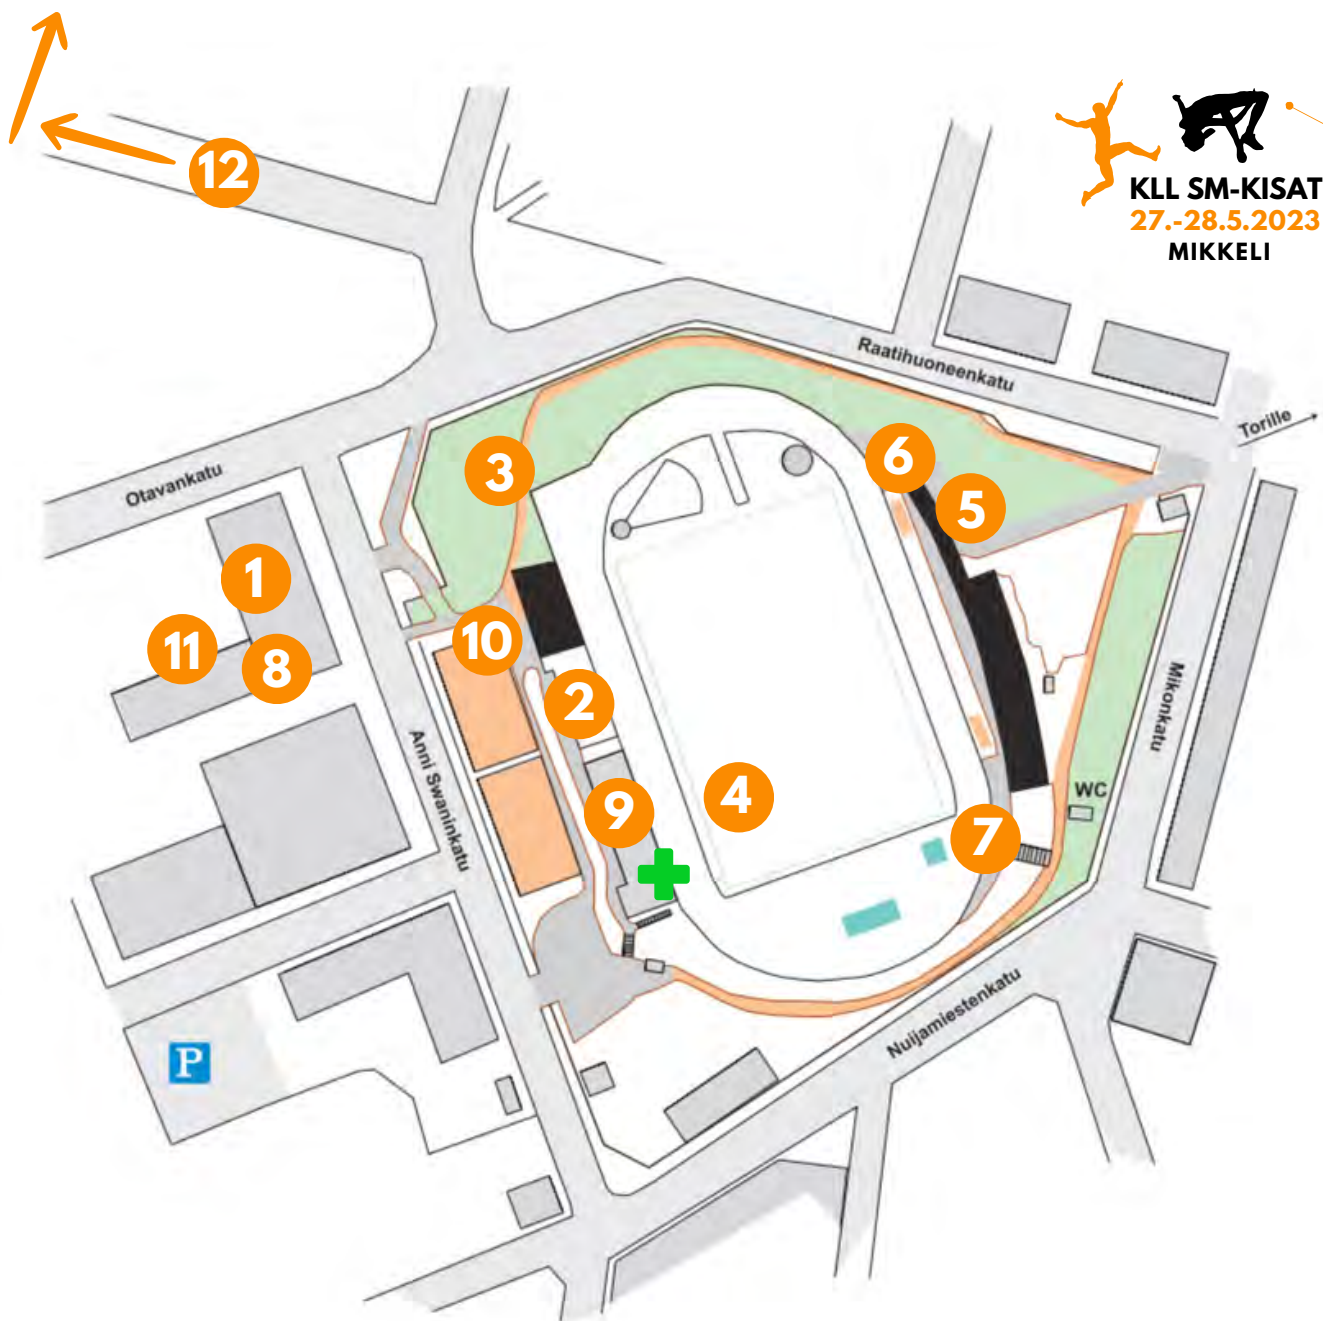 12
KLL SM-KISAT
27.-28.5.2023
MIKKELI
Raatihuoneenkatu
Torille
3
6
5
Otavankatu
1
11
8
10
2
Anni Swaninkatu
Mikonkatu
9
4
7
WC
Nuijamiestenkatu
P